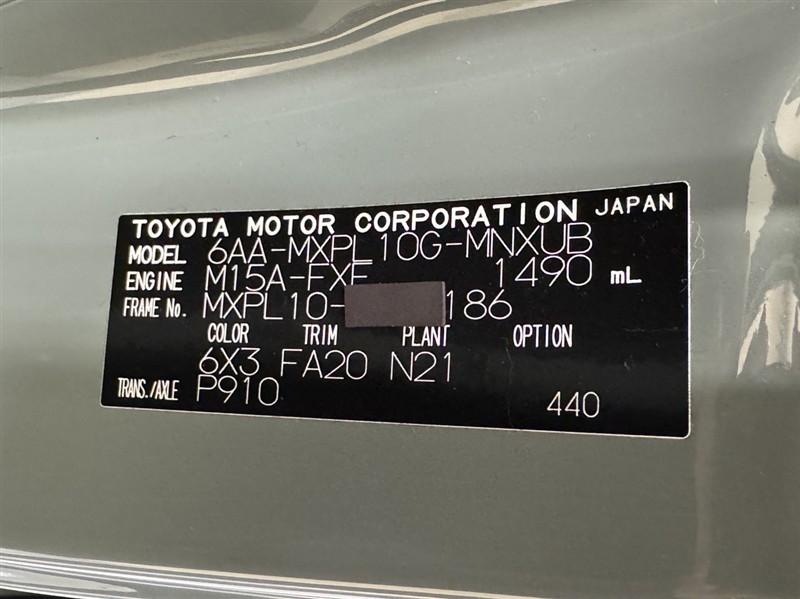 TOYOTA MOTOR CORPORATION JAPAN
MODEL 6AA-MXPL10G-MNXUB
ENGINE M15A-FXE 1490 mL
FRAME No. MXPL10- 186
COLOR TRIM PLANT OPTION
6X3 FA20 N21
TRANS./AXLE P910
440